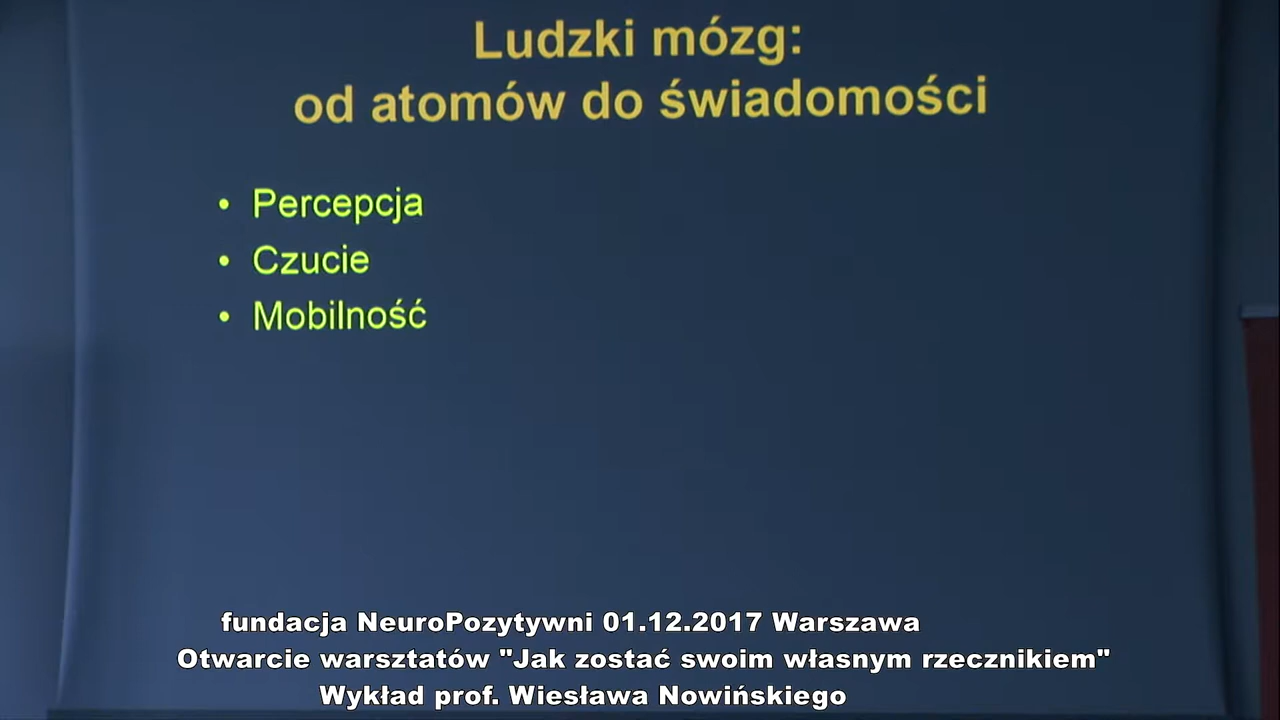 Ludzki mózg:
od atomów do świadomości
• Percepcja
• Czucie
• Mobilność
fundacja NeuroPozytywni 01.12.2017 Warszawa
Otwarcie warsztatów "Jak zostać swoim własnym rzecznikiem"
Wykład prof. Wiesława Nowińskiego